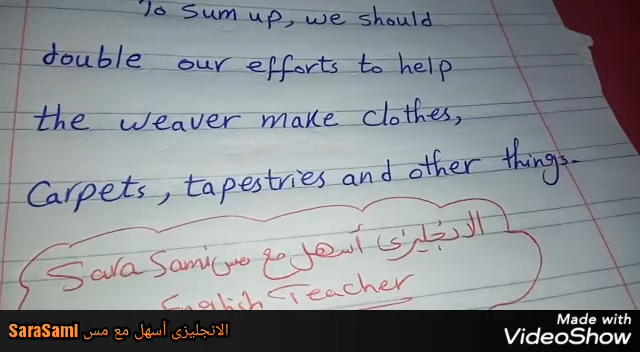 To sum up, we should
double our efforts to help
the weaver make clothes,
Carpets, tapestries and other things.
الانجليزى أسهل مع مس Sara Sami
English Teacher
الانجليزى أسهل مع مس SaraSamI
Made with
VideoShow